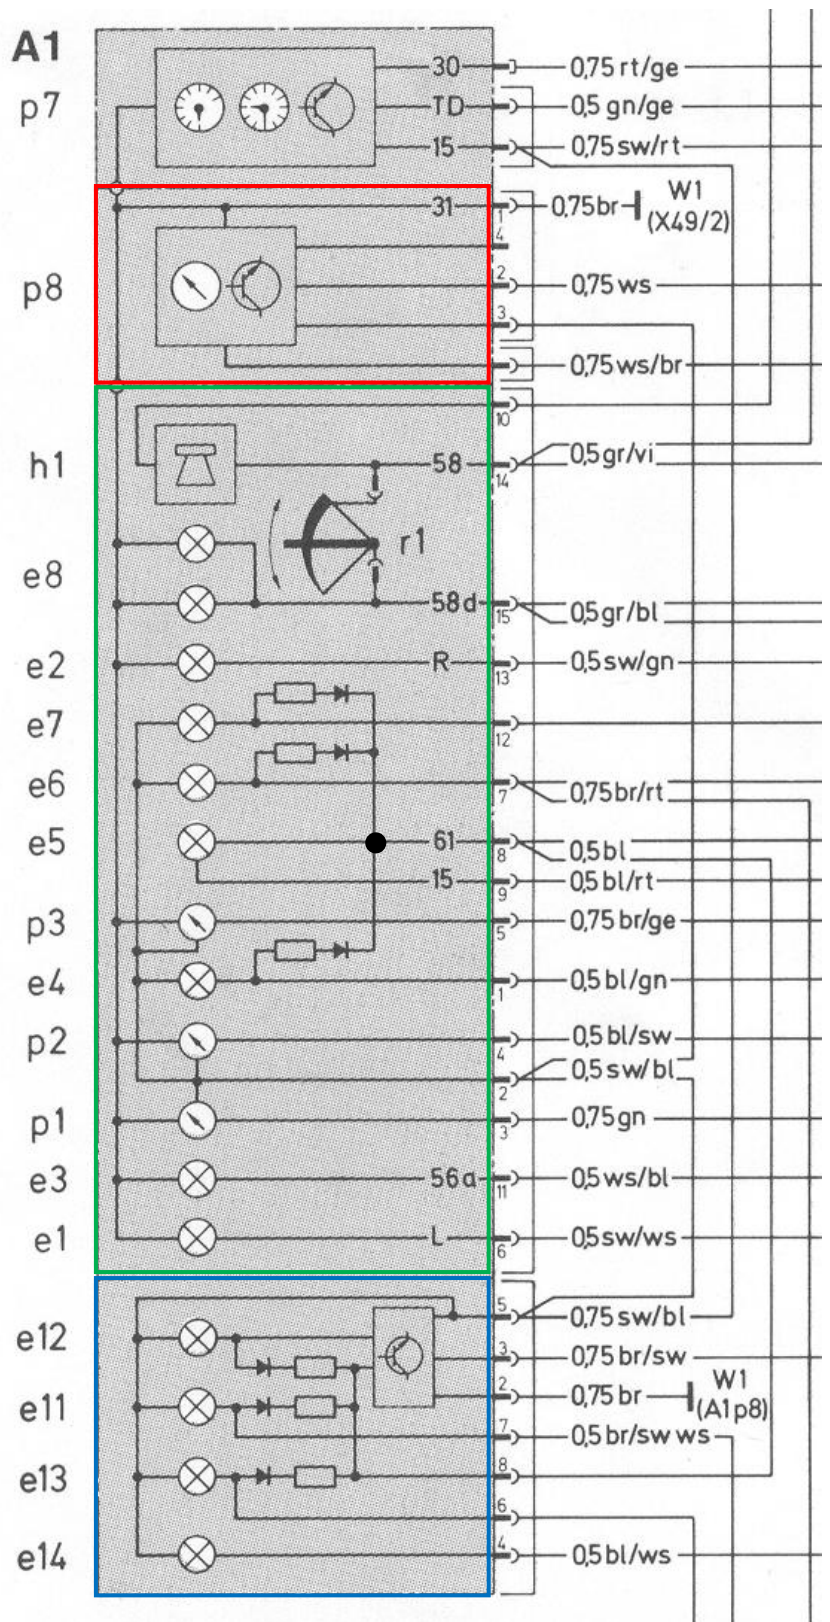 A1
30 0,75 rt/ge
p7 TD 0,5 gn/ge
15 0,75 sw/rt
31 1 0,75 br W1
(X49/2)
4
p8 2 0,75 ws
3
0,75 ws/br
10
h1 58 14 0,5 gr/vi
r1
e8
58d 15 0,5 gr/bl
e2 R 13 0,5 sw/gn
e7 12
e6 7 0,75 br/rt
e5 61 8 0,5 bl
15 9 0,5 bl/rt
p3 5 0,75 br/ge
e4 1 0,5 bl/gn
p2 4 0,5 bl/sw
2 0,5 sw/bl
p1 3 0,75 gn
e3 56a 11 0,5 ws/bl
e1 L 6 0,5 sw/ws
5 0,75 sw/bl
e12 3 0,75 br/sw
2 0,75 br W1
(A1p8)
e11 7 0,5 br/sw ws
e13 8
6
e14 4 0,5 bl/ws